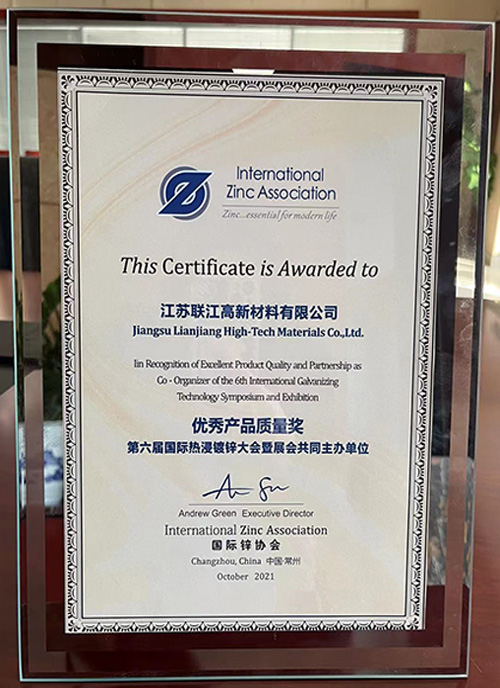 International
Zinc Association
Zinc...essential for modern life
This Certificate is Awarded to
江苏联江高新材料有限公司
Jiangsu Lianjiang High-Tech Materials Co.,Ltd.
Iin Recognition of Excellent Product Quality and Partnership as
Co - Organizer of the 6th International Galvanizing
Technology Symposium and Exhibition
优秀产品质量奖
第六届国际热浸镀锌大会暨展会共同主办单位
Andrew Green Executive Director
International Zinc Association
国际锌协会
Changzhou, China 中国·常州
October 2021